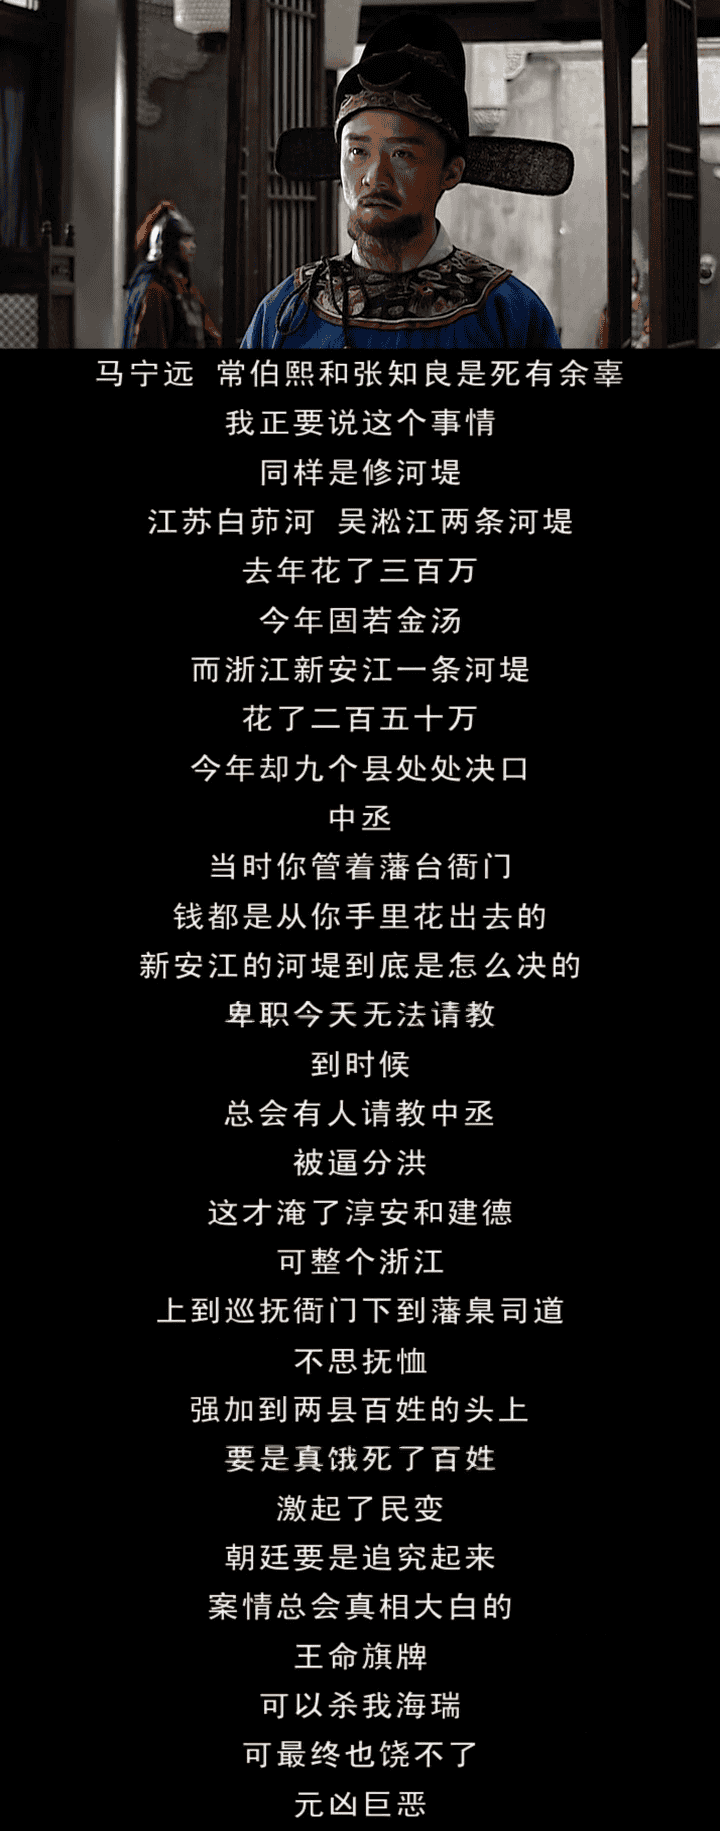 马宁远 常伯熙和张知良是死有余辜
我正要说这个事情
同样是修河堤
江苏白茆河 吴淞江两条河堤
去年花了三百万
今年固若金汤
而浙江新安江一条河堤
花了二百五十万
今年却九个县处处决口
中丞
当时你管着藩台衙门
钱都是从你手里花出去的
新安江的河堤到底是怎么决的
卑职今天无法请教
到时候
总会有人请教中丞
被逼分洪
这才淹了淳安和建德
可整个浙江
上到巡抚衙门下到藩臬司道
不思抚恤
强加到两县百姓的头上
要是真饿死了百姓
激起了民变
朝廷要是追究起来
案情总会真相大白的
王命旗牌
可以杀我海瑞
可最终也饶不了
元凶巨恶